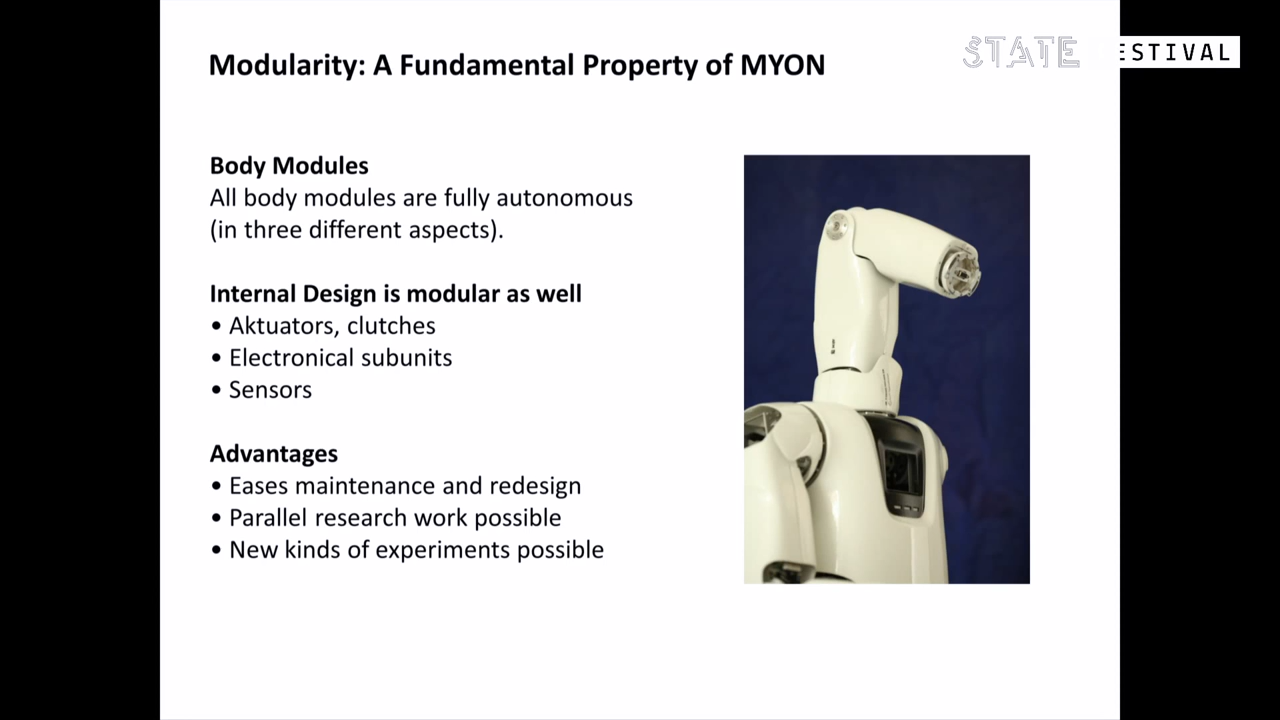 Modularity: A Fundamental Property of MYON
STATE ESTIVAL
Body Modules
All body modules are fully autonomous
(in three different aspects).
Internal Design is modular as well
• Aktuators, clutches
• Electronical subunits
• Sensors
Advantages
• Eases maintenance and redesign
• Parallel research work possible
• New kinds of experiments possible